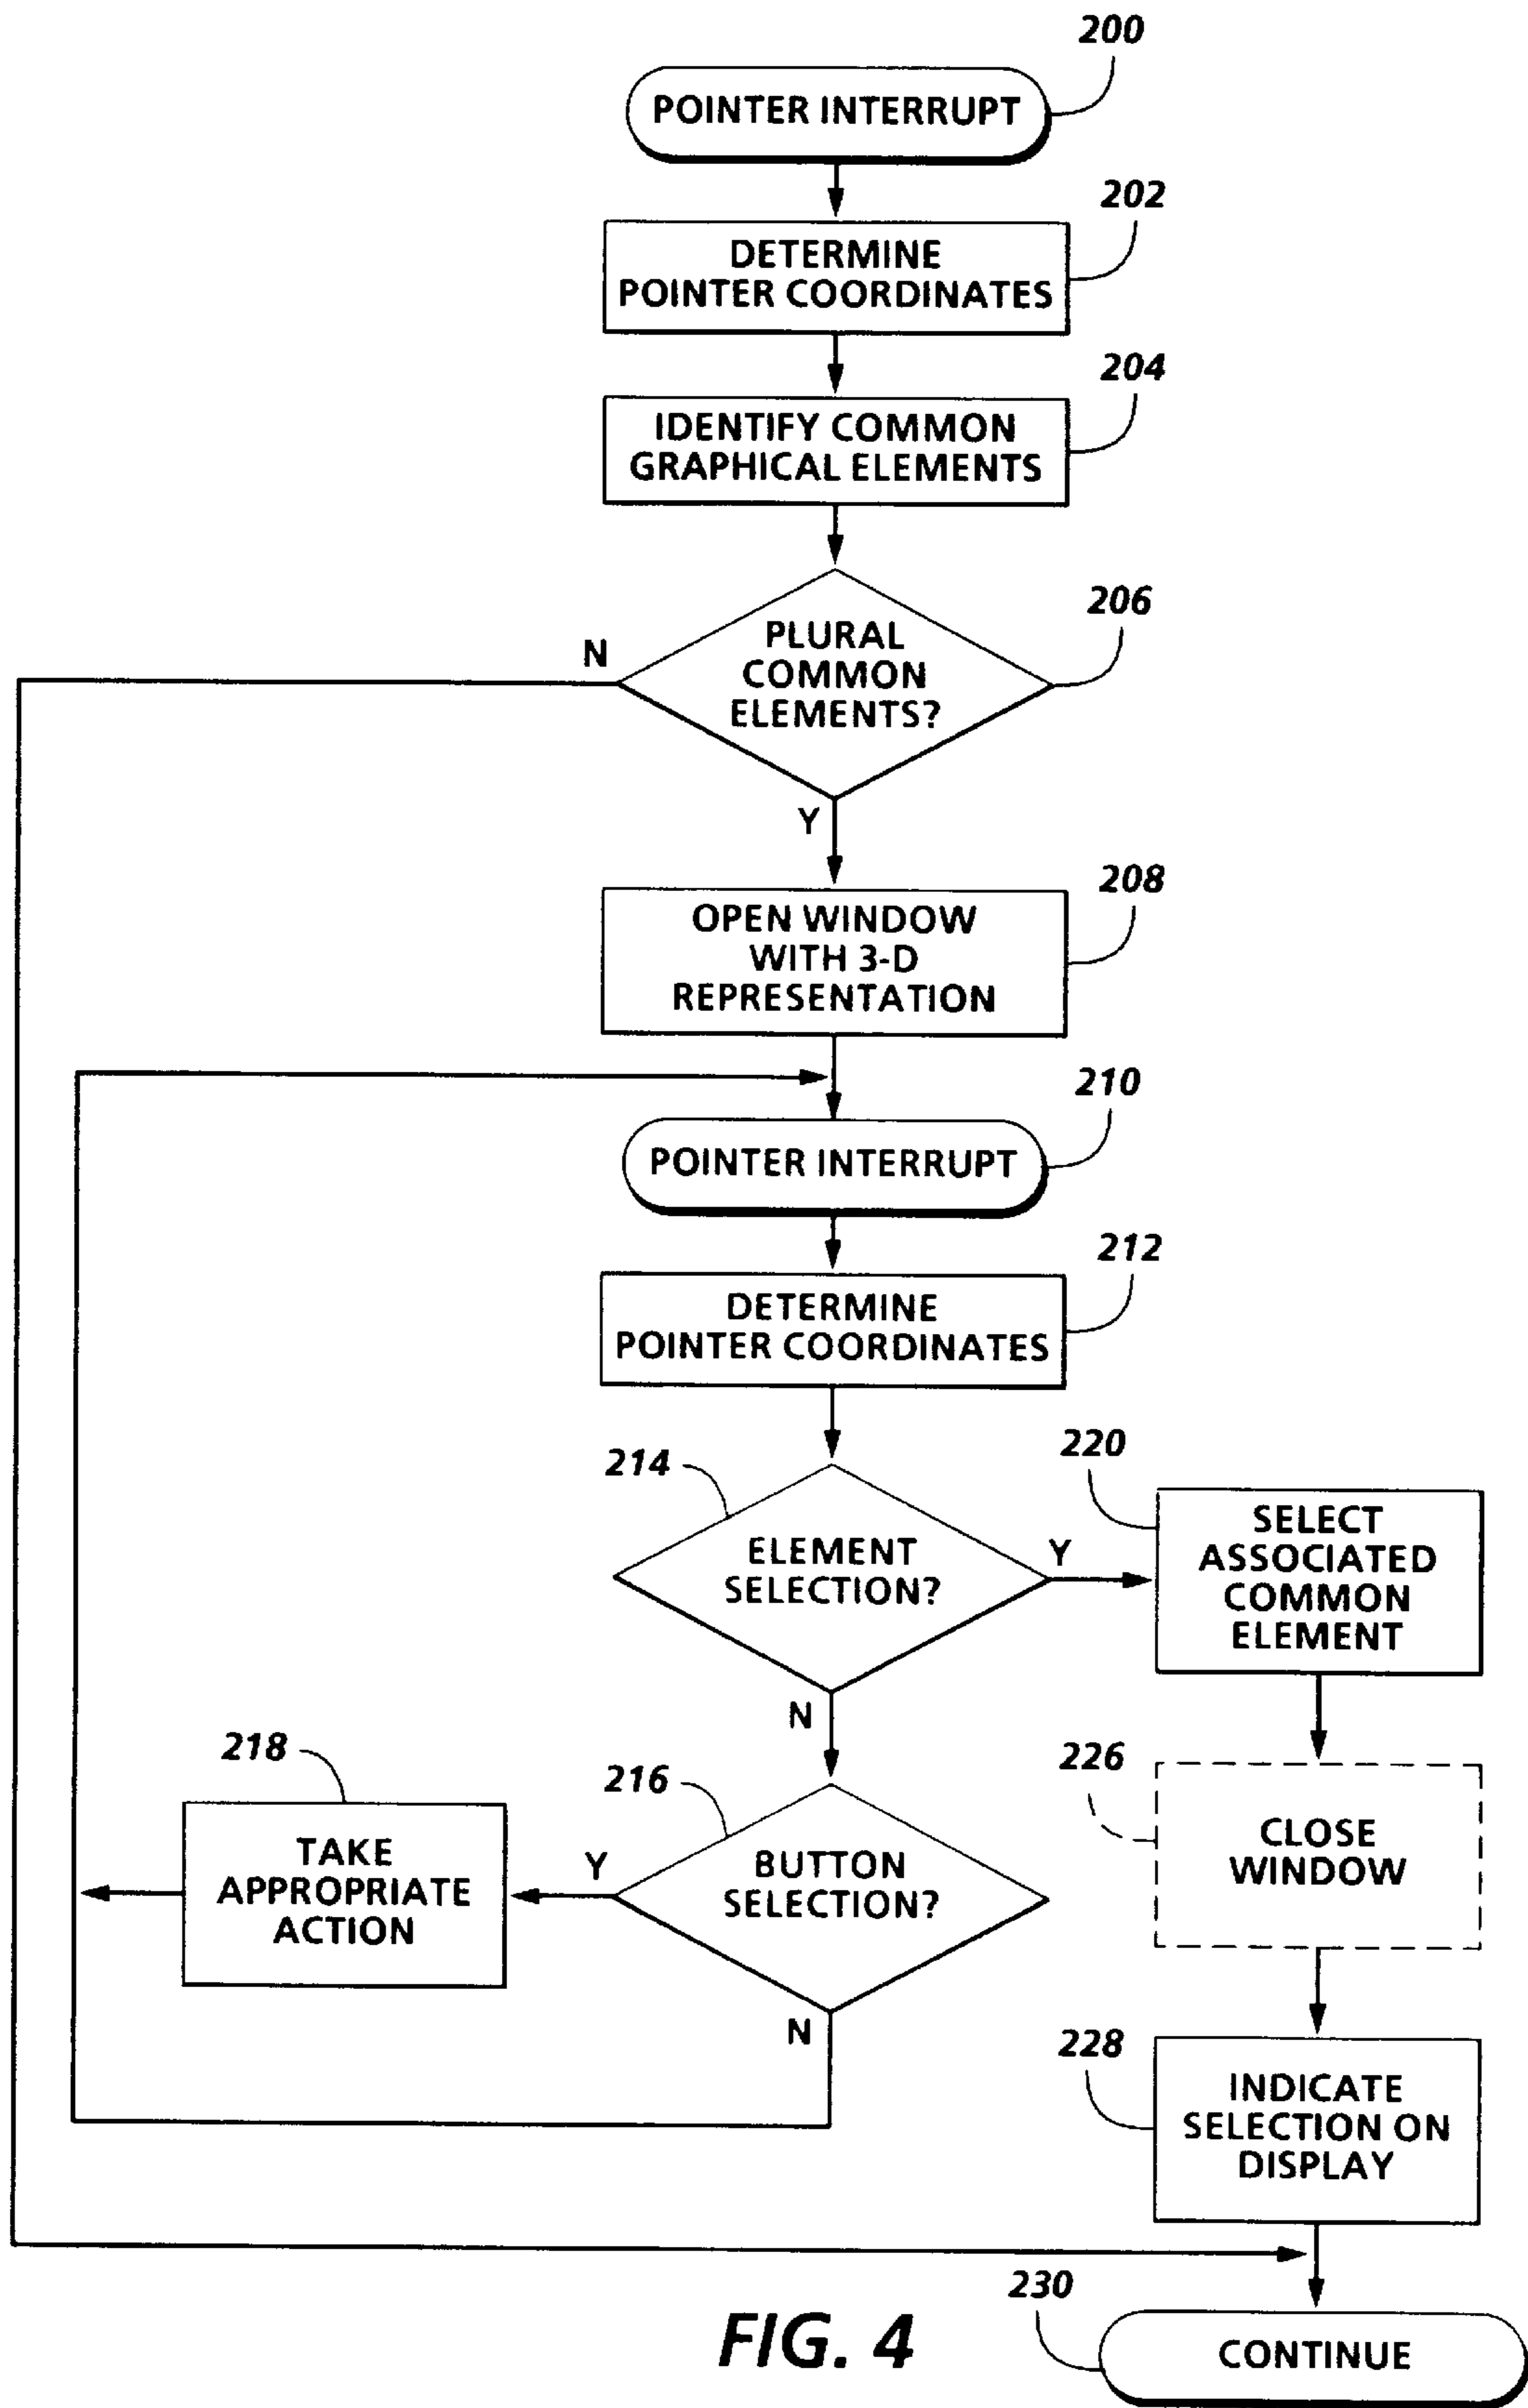 200
POINTER INTERRUPT
202
DETERMINE
POINTER COORDINATES
204
IDENTIFY COMMON
GRAPHICAL ELEMENTS
206
PLURAL
COMMON
ELEMENTS?
N
Y
208
OPEN WINDOW
WITH 3-D
REPRESENTATION
210
POINTER INTERRUPT
212
DETERMINE
POINTER COORDINATES
214
ELEMENT
SELECTION?
Y
N
220
SELECT
ASSOCIATED
COMMON
ELEMENT
216
BUTTON
SELECTION?
Y
N
218
TAKE
APPROPRIATE
ACTION
226
CLOSE
WINDOW
228
INDICATE
SELECTION ON
DISPLAY
230
CONTINUE
FIG. 4